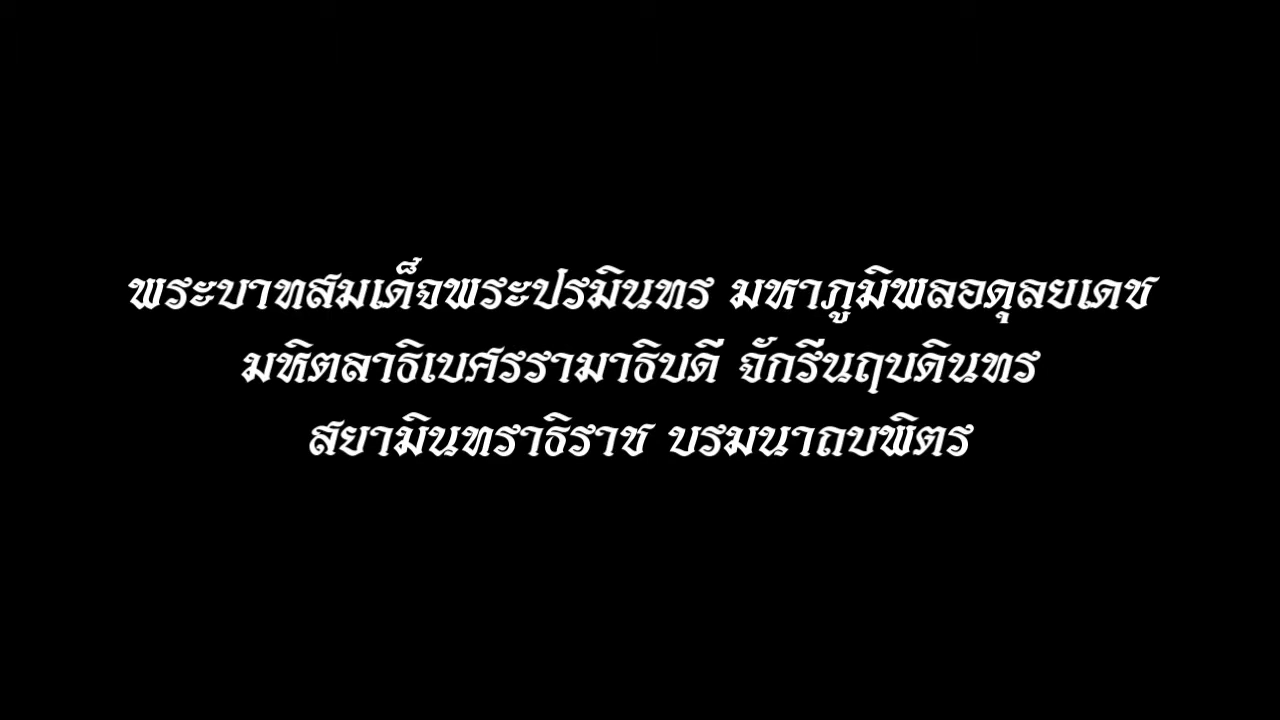 พระบาทสมเด็จพระปรมินทร มหาภูมิพลอดุลยเดช
มหิตลาธิเบศรรามาธิบดี จักรีนฤบดินทร
สยามินทราธิราช บรมนาถบพิตร